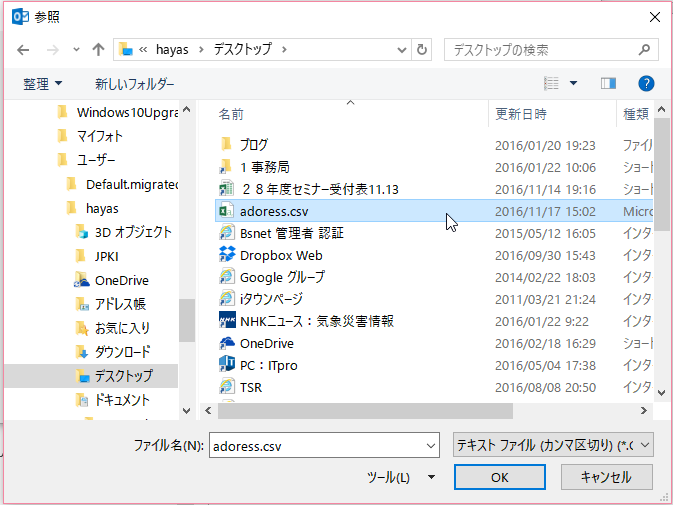 参照
« hayas › デスクトップ ›
デスクトップの検索
整理
新しいフォルダー
Windows10Upgra
マイフォト
ユーザー
Default.migrated
hayas
3D オブジェクト
JPKI
OneDrive
アドレス帳
お気に入り
ダウンロード
デスクトップ
ドキュメント
名前 更新日時 種類
ブログ 2016/01/20 19:23 ファイル
1 事務局 2016/01/22 10:06 ショート
２８年度セミナー受付表11.13 2016/11/14 19:16 ショート
adoress.csv 2016/11/17 15:02 Micro
Bsnet 管理者 認証 2015/05/12 16:05 インタ
Dropbox Web 2016/09/30 15:43 インタ
Google グループ 2014/02/22 18:03 インタ
iタウンページ 2011/03/21 21:24 インタ
NHKニュース：気象災害情報 2016/01/22 9:22 インタ
OneDrive 2016/02/18 16:29 ショート
PC：ITpro 2016/05/04 17:38 インタ
TSR 2016/08/08 20:50 インタ
ファイル名(N): adoress.csv
テキスト ファイル (カンマ区切り) (*.C
ツール(L)
OK
キャンセル